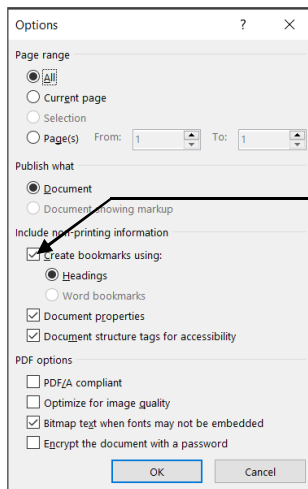 Options ? ×
Page range
All
Current page
Selection
Page(s) From: 1 To: 1
Publish what
Document
Document showing markup
Include non-printing information
Create bookmarks using:
Headings
Word bookmarks
Document properties
Document structure tags for accessibility
PDF options
PDF/A compliant
Optimize for image quality
Bitmap text when fonts may not be embedded
Encrypt the document with a password
OK Cancel